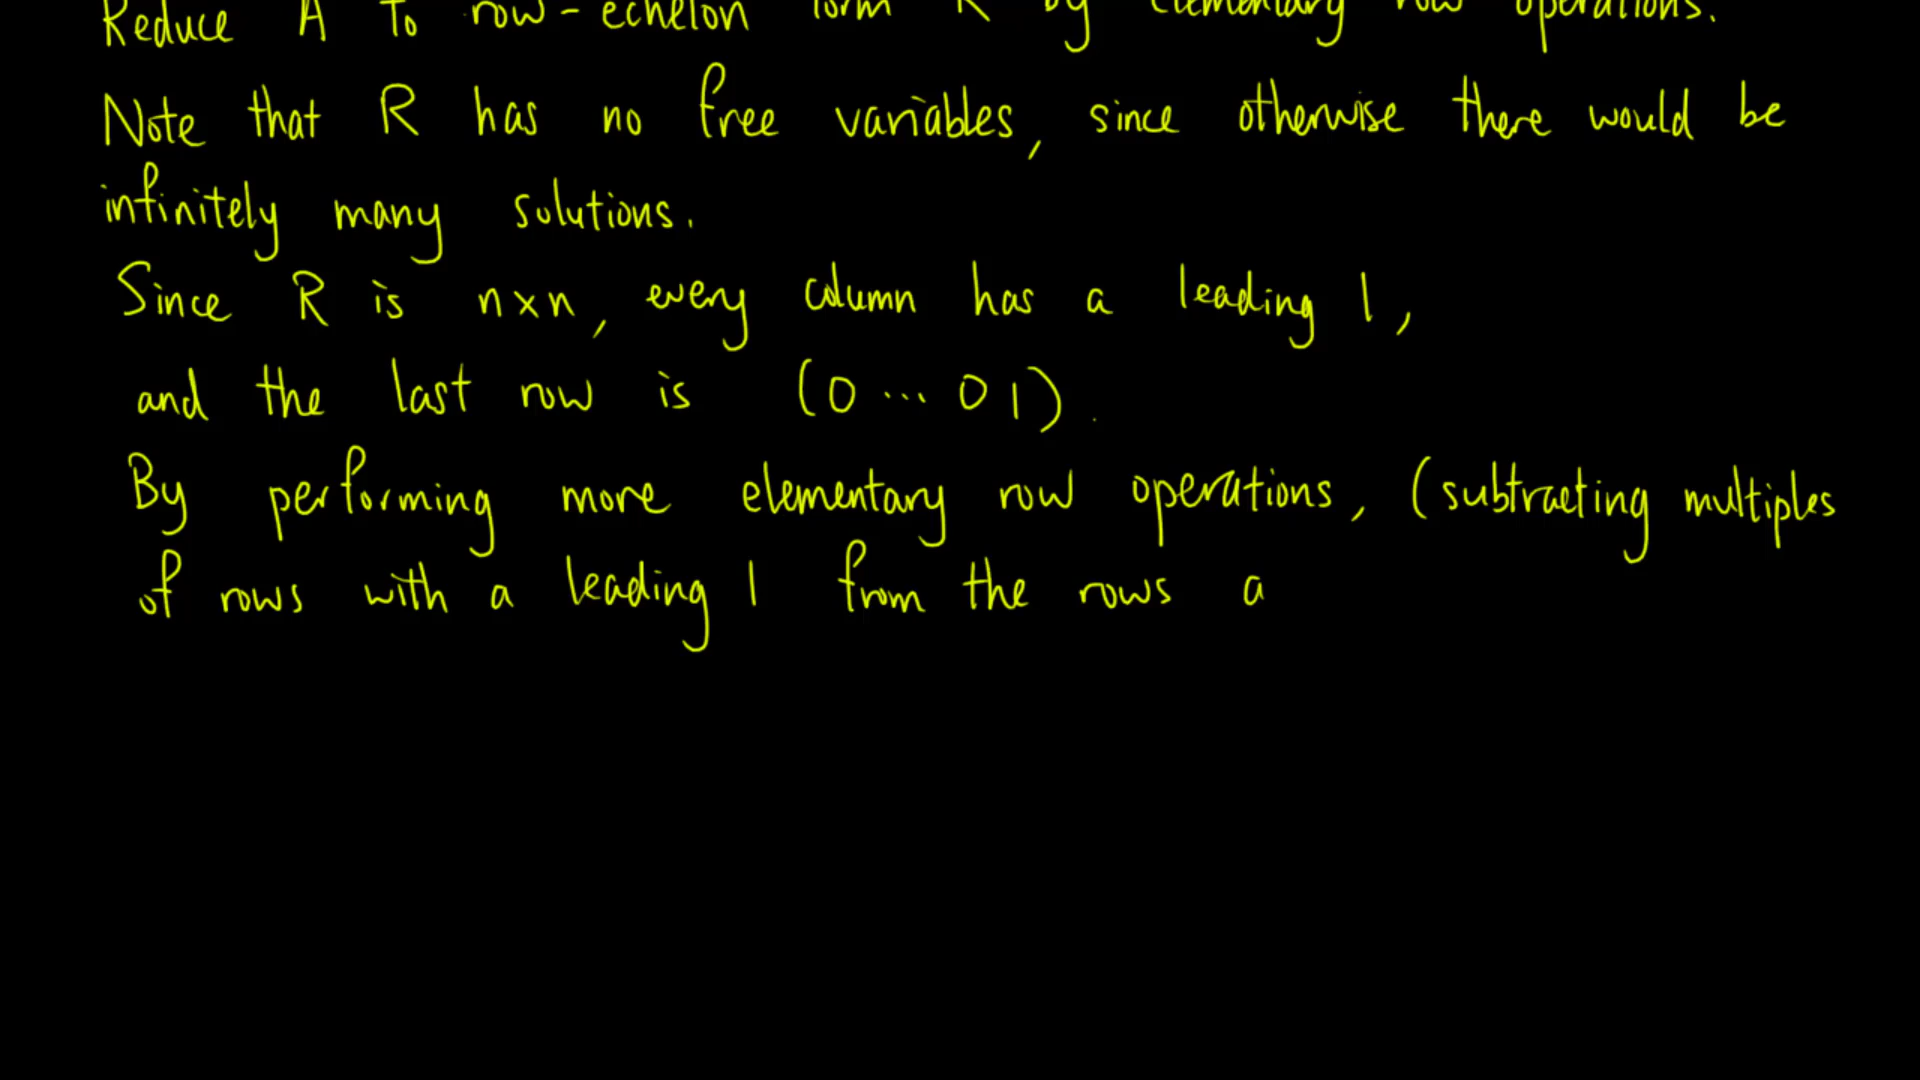 Reduce A to row-echelon form R by elementary row operations.
Note that R has no free variables, since otherwise there would be
infinitely many solutions.
Since R is n×n, every column has a leading 1,
and the last row is (0 ... 0 1).
By performing more elementary row operations, (subtracting multiples
of rows with a leading 1 from the rows a